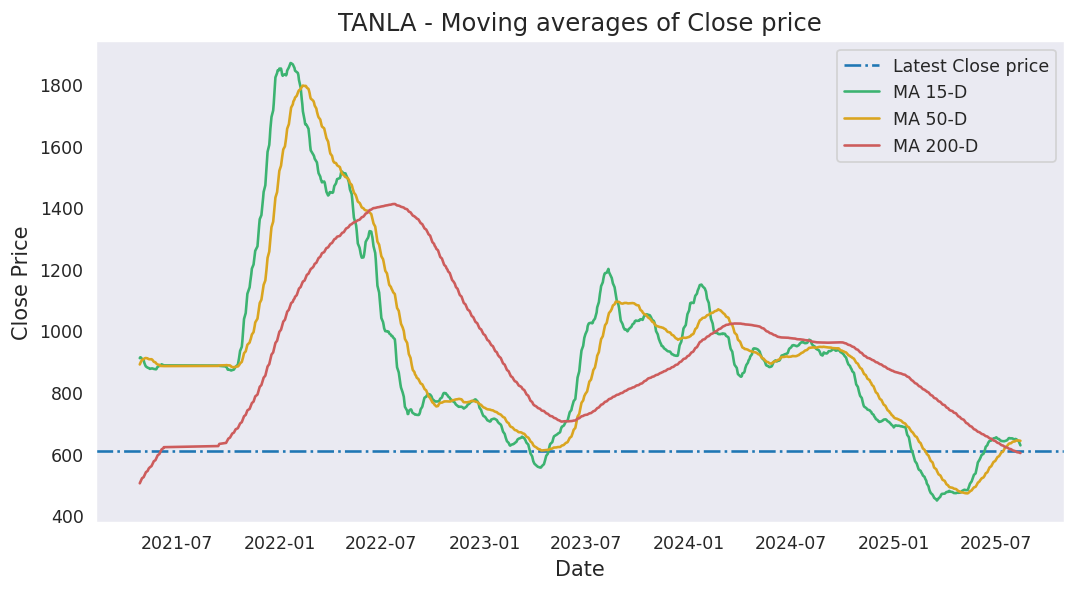 TANLA - Moving averages of Close price
Latest Close price
MA 15-D
MA 50-D
MA 200-D
Close Price
1800
1600
1400
1200
1000
800
600
400
2021-07
2022-01
2022-07
2023-01
2023-07
2024-01
2024-07
2025-01
2025-07
Date